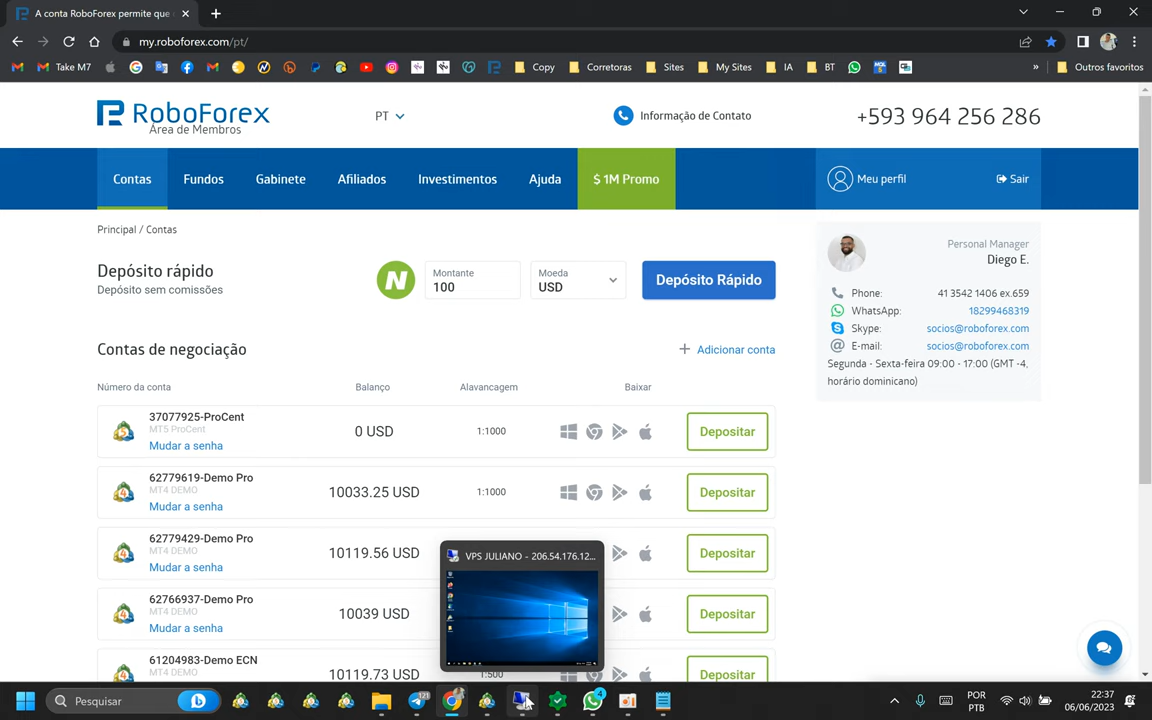 A conta RoboForex permite que
my.roboforex.com/pt/
Take M7
Copy
Corretoras
Sites
My Sites
IA
BT
»
Outros favoritos
RoboForex
Área de Membros
PT
Informação de Contato
+593 964 256 286
Contas
Fundos
Gabinete
Afiliados
Investimentos
Ajuda
$ 1M Promo
Meu perfil
Sair
Principal / Contas
Depósito rápido
Depósito sem comissões
N
Montante
100
Moeda
USD
Depósito Rápido
Personal Manager
Diego E.
Phone: 41 3542 1406 ex.659
WhatsApp: 18299468319
Skype: socios@roboforex.com
E-mail: socios@roboforex.com
Segunda - Sexta-feira 09:00 - 17:00 (GMT -4,
horário dominicano)
Contas de negociação
+ Adicionar conta
Número da conta
Balanço
Alavancagem
Baixar
37077925-ProCent
MT5 ProCent
Mudar a senha
0 USD
1:1000
Depositar
62779619-Demo Pro
MT4 DEMO
Mudar a senha
10033.25 USD
1:1000
Depositar
62779429-Demo Pro
MT4 DEMO
Mudar a senha
10119.56 USD
Depositar
62766937-Demo Pro
MT4 DEMO
Mudar a senha
10039 USD
Depositar
61204983-Demo ECN
MT4 DEMO
10119.73 USD
1:500
Depositar
VPS JULIANO - 206.54.176.12...
Pesquisar
121
4
POR
PTB
22:37
06/06/2023